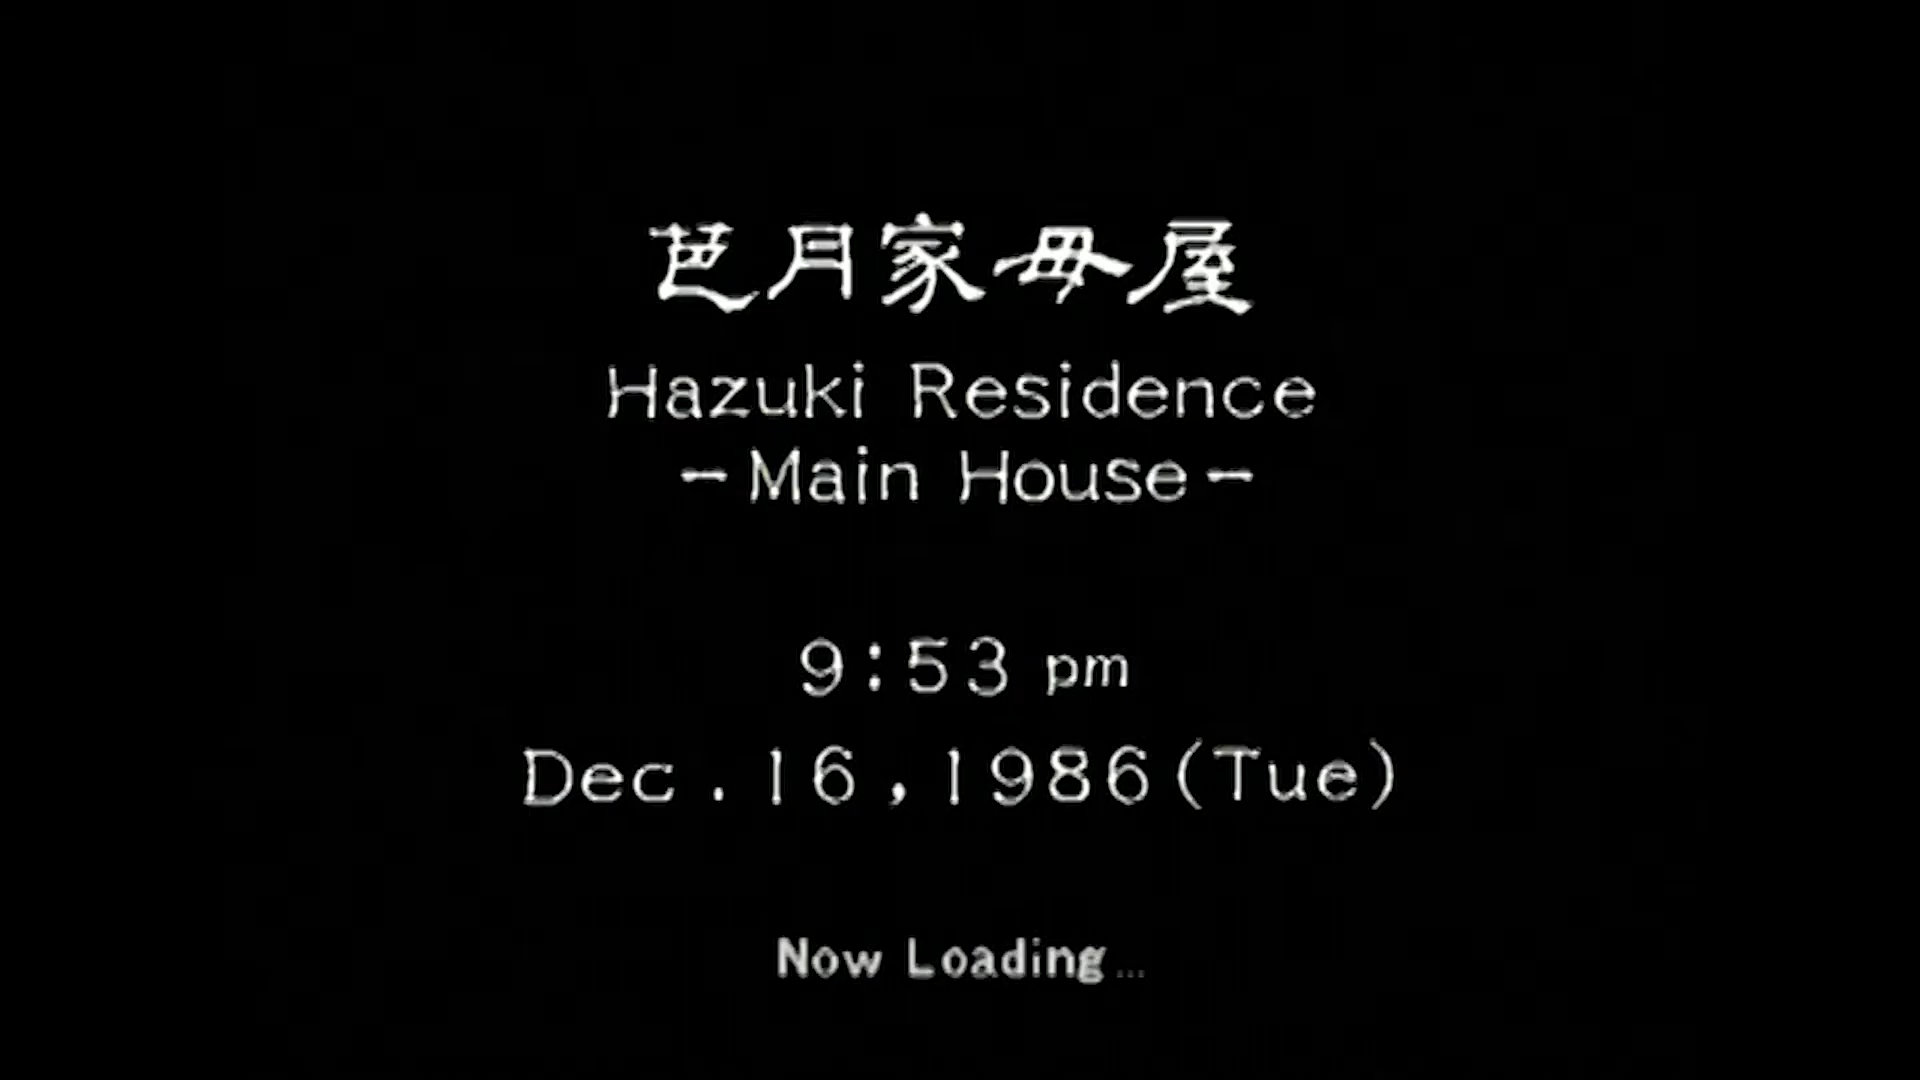 芭月家母屋
Hazuki Residence
-Main House-
9:53 pm
Dec.16,1986(Tue)
Now Loading...